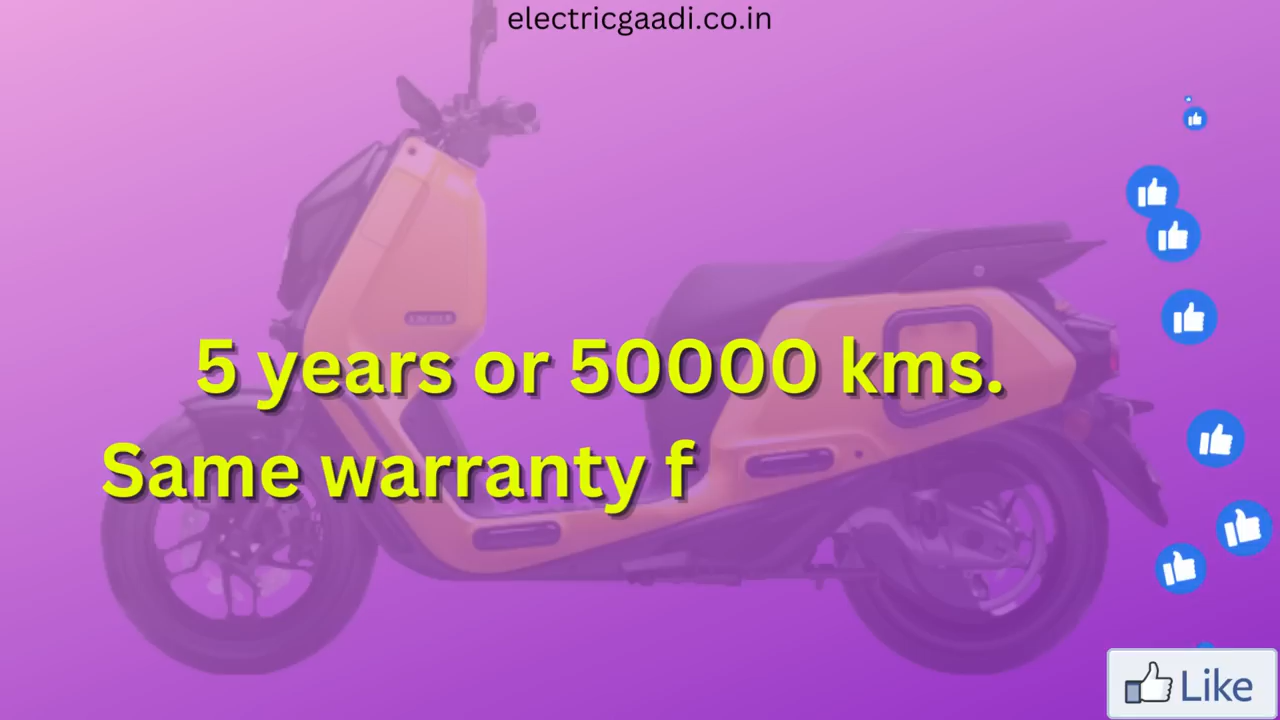 electricgaadi.co.in
5 years or 50000 kms.
Same warranty f
Like